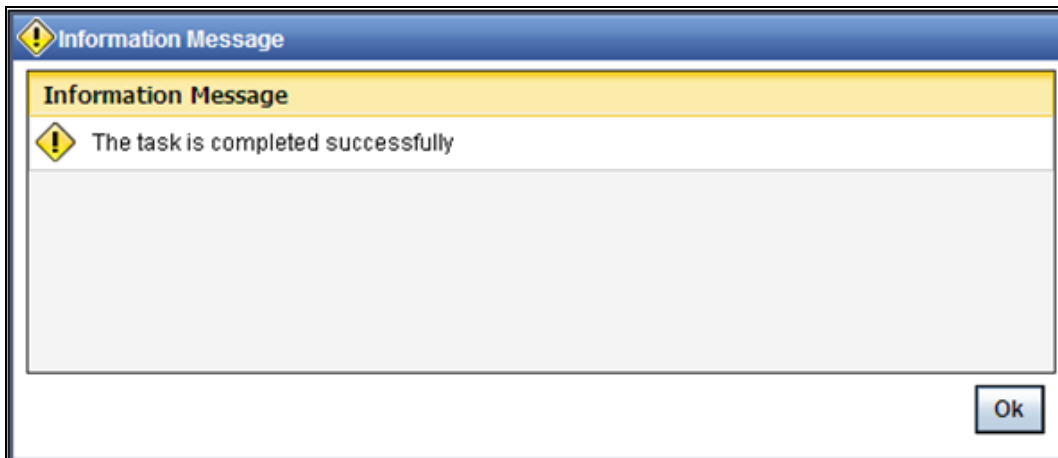 Information Message
Information Message
The task is completed successfully
Ok